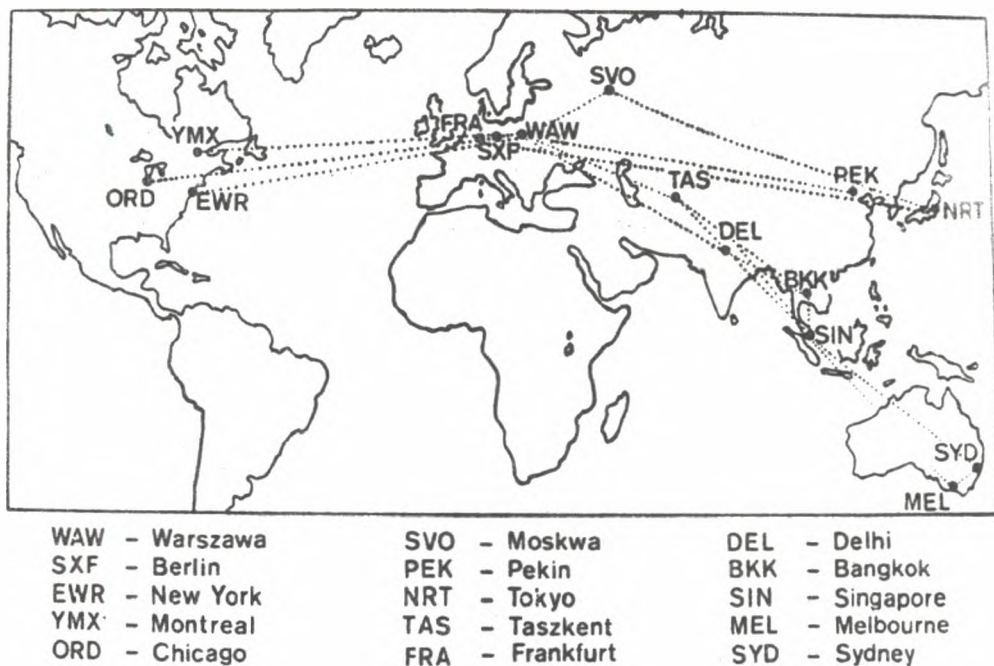 SVO
FRA
WAW
YMX
SXF
TAS
PEK
ORD
EWR
NRT
DEL
BKK
SIN
SYD
MEL
WAW – Warszawa
SXF – Berlin
EWR – New York
YMX – Montreal
ORD – Chicago
SVO – Moskwa
PEK – Pekin
NRT – Tokyo
TAS – Taszkent
FRA – Frankfurt
DEL – Delhi
BKK – Bangkok
SIN – Singapore
MEL – Melbourne
SYD – Sydney